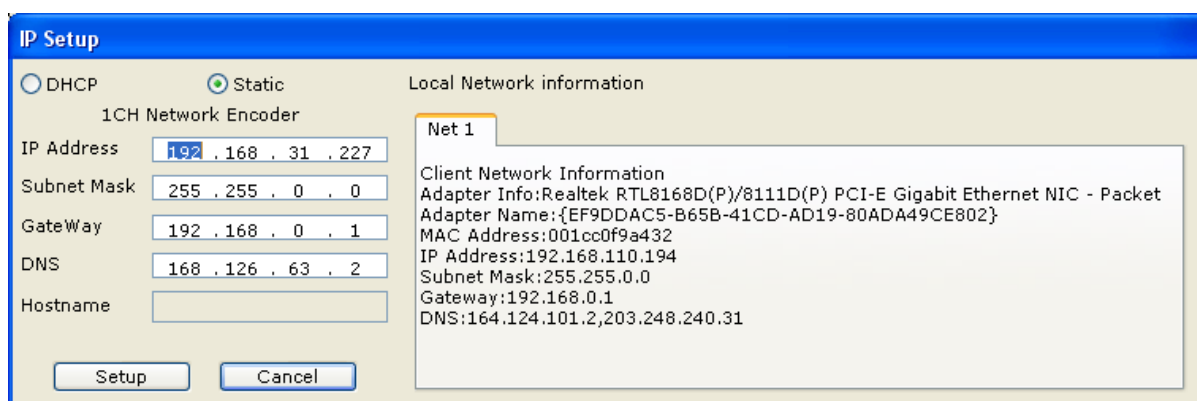 IP Setup
DHCP Static
1CH Network Encoder
IP Address 192 . 168 . 31 . 227
Subnet Mask 255 . 255 . 0 . 0
GateWay 192 . 168 . 0 . 1
DNS 168 . 126 . 63 . 2
Hostname
Setup Cancel
Local Network information
Net 1
Client Network Information
Adapter Info:Realtek RTL8168D(P)/8111D(P) PCI-E Gigabit Ethernet NIC - Packet
Adapter Name:{EF9DDAC5-B65B-41CD-AD19-80ADA49CE802}
MAC Address:001cc0f9a432
IP Address:192.168.110.194
Subnet Mask:255.255.0.0
Gateway:192.168.0.1
DNS:164.124.101.2,203.248.240.31